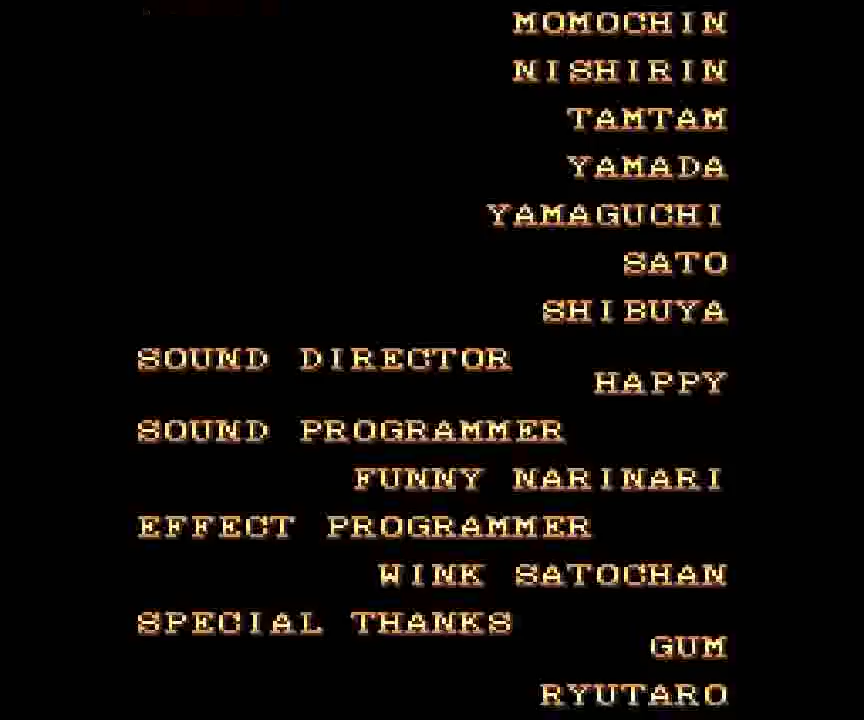 MOMOCHIN
NISHIRIN
TAMTAM
YAMADA
YAMAGUCHI
SATO
SHIBUYA
SOUND DIRECTOR
HAPPY
SOUND PROGRAMMER
FUNNY NARINARI
EFFECT PROGRAMMER
WINK SATOCHAN
SPECIAL THANKS
GUM
RYUTARO